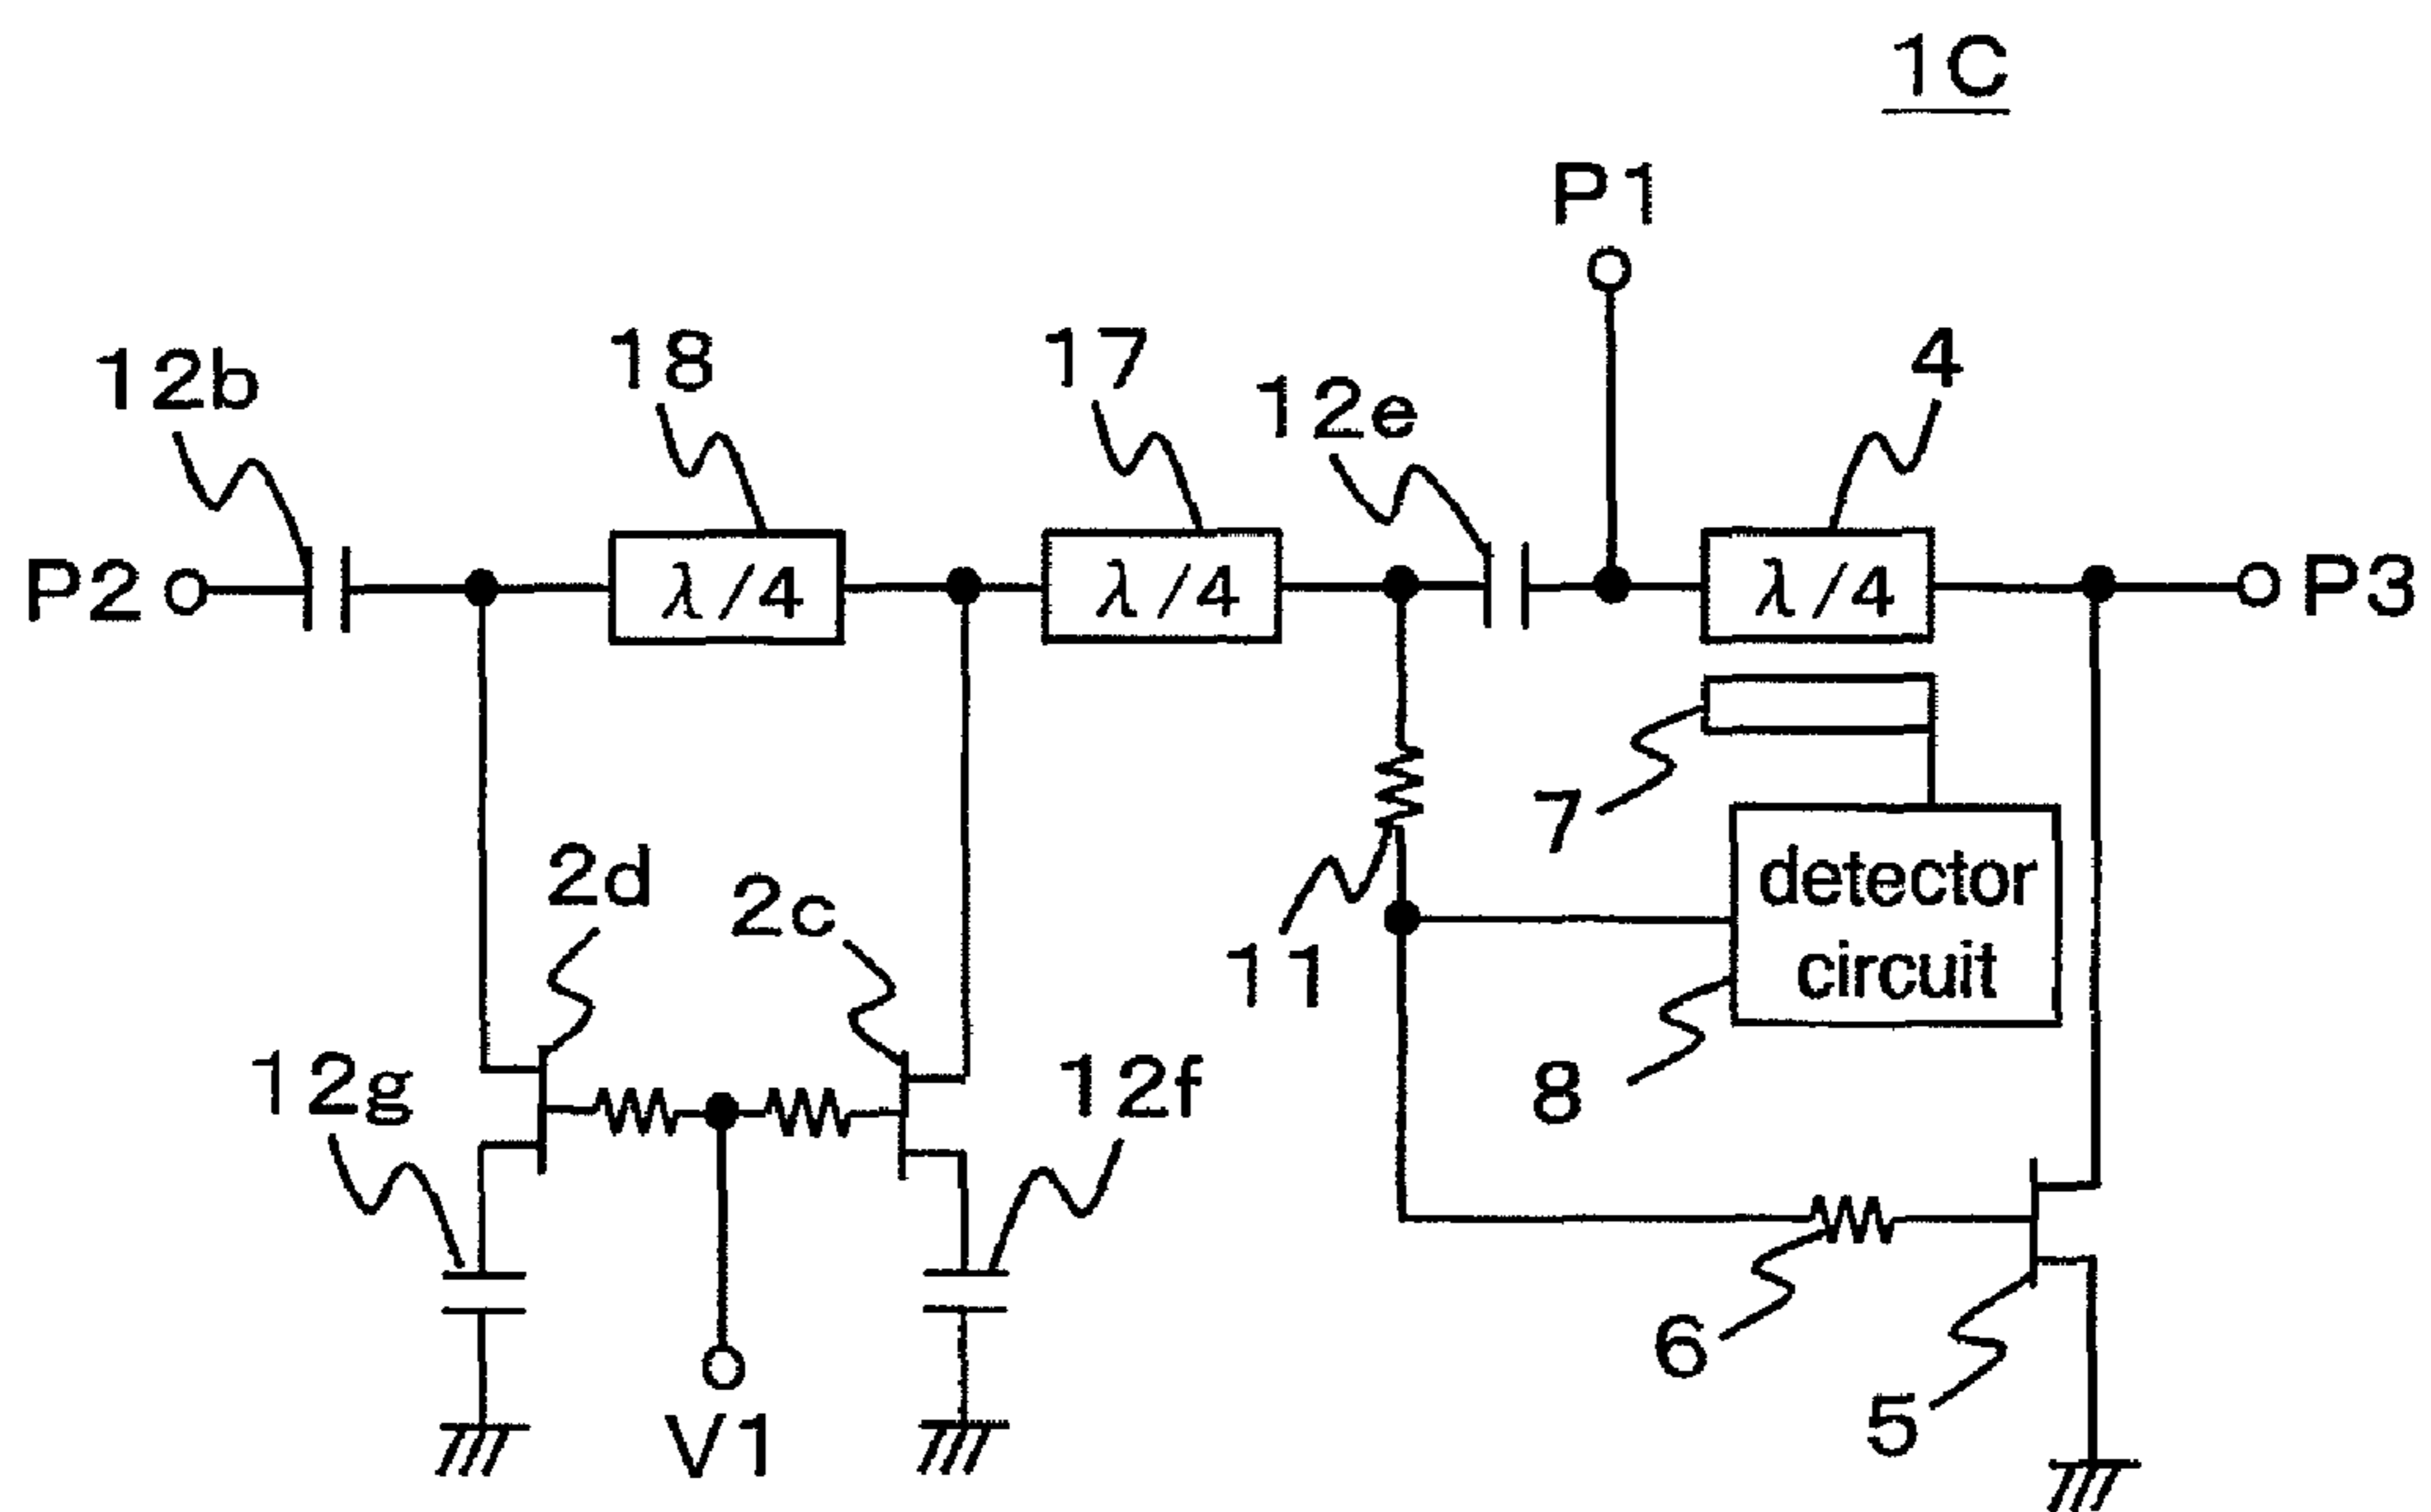 1C
P1
12b
18
17
12e
4
P2
λ/4
λ/4
λ/4
P3
7
detector
circuit
2d
2c
11
12g
12f
8
6
V1
5